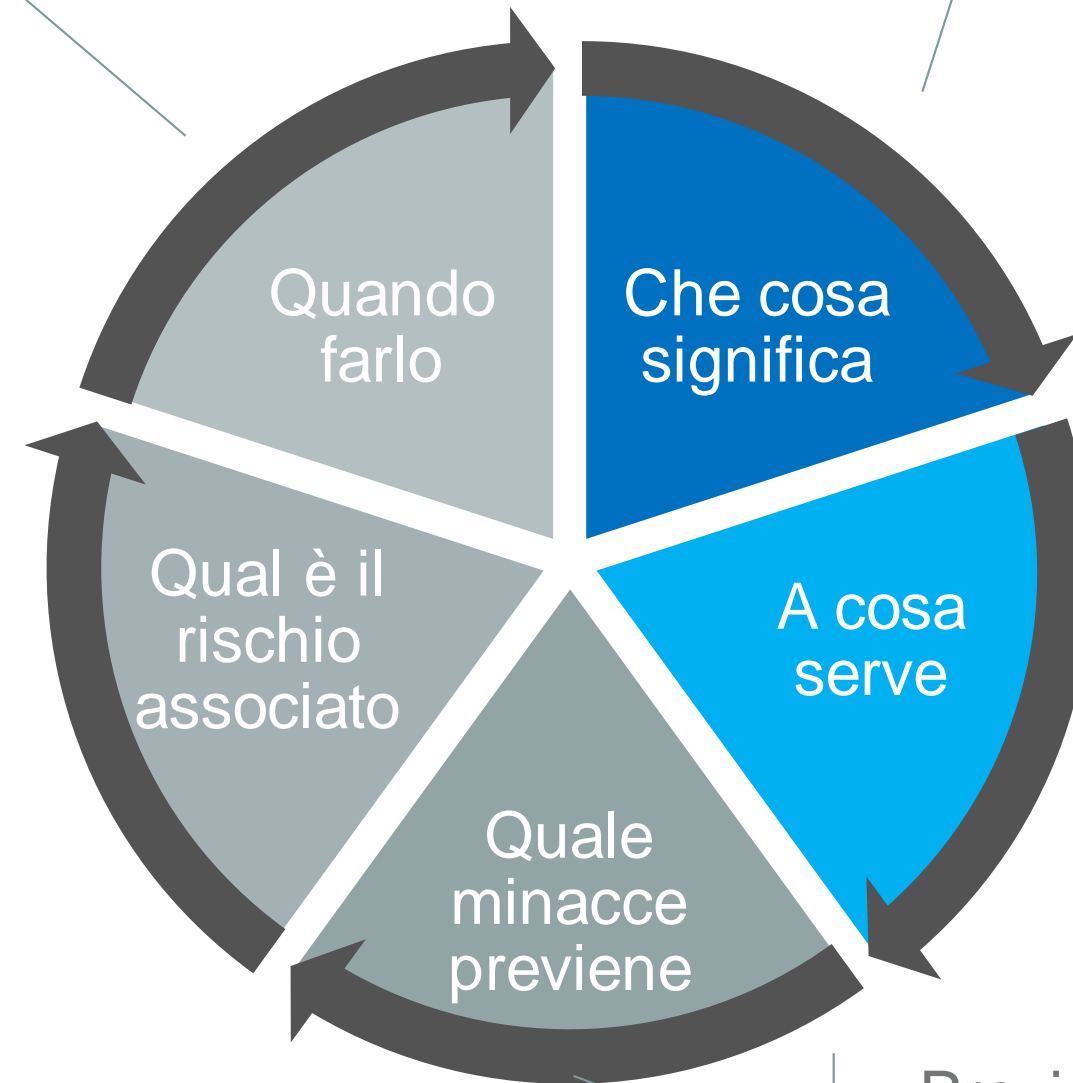 Quando
farlo
Che cosa
significa
A cosa
serve
Quale
minacce
previene
Qual è il
rischio
associato